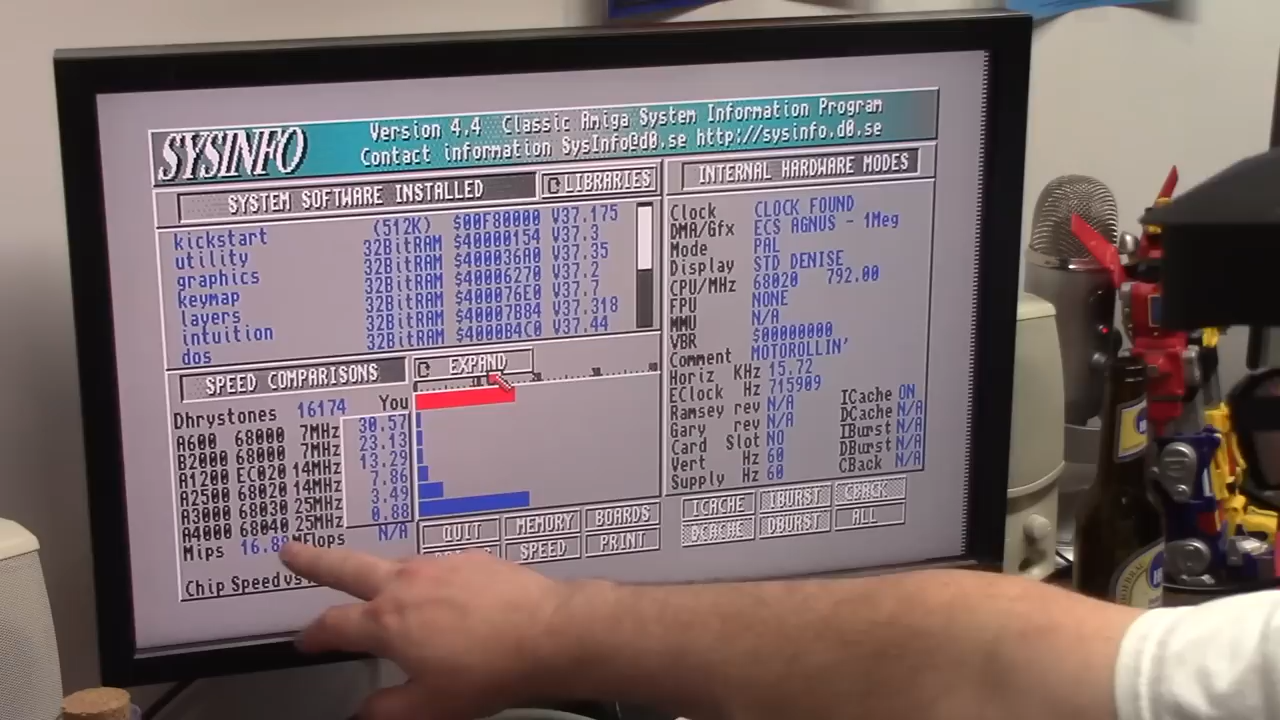 SYSINFO
Version 4.4 Classic Amiga System Information Program
Contact information SysInfo@d0.se http://sysinfo.d0.se
SYSTEM SOFTWARE INSTALLED
LIBRARIES
kickstart (512K) $00F80000 V37.175
utility 32BitRAM $40000154 V37.3
graphics 32BitRAM $400036A0 V37.35
keymap 32BitRAM $40006270 V37.2
layers 32BitRAM $400076E0 V37.7
intuition 32BitRAM $40007B84 V37.318
dos 32BitRAM $4000B4C0 V37.44
INTERNAL HARDWARE MODES
Clock CLOCK FOUND
DMA/Gfx ECS AGNUS - 1Meg
Mode PAL
Display STD DENISE
CPU/MHz 68020 792.00
FPU NONE
MMU N/A
VBR $00000000
Comment MOTOROLLIN'
Horiz KHz 15.72
EClock Hz 715909
Ramsey rev N/A
Gary rev N/A
Card Slot NO
Vert Hz 60
Supply Hz 60
ICache ON
DCache N/A
IBurst N/A
DBurst N/A
CBack N/A
SPEED COMPARISONS
EXPAND
Dhrystones 16174 You
A600 68000 7MHz 30.57
B2000 68000 7MHz 23.13
A1200 EC020 14MHz 13.29
A2500 68020 14MHz 7.86
A3000 68030 25MHz 3.49
A4000 68040 25MHz 0.88
Mips 16.8 MFlops N/A
Chip Speed vs
QUIT MEMORY BOARDS
SPEED PRINT
ICACHE IBURST CBACK
DCACHE DBURST ALL